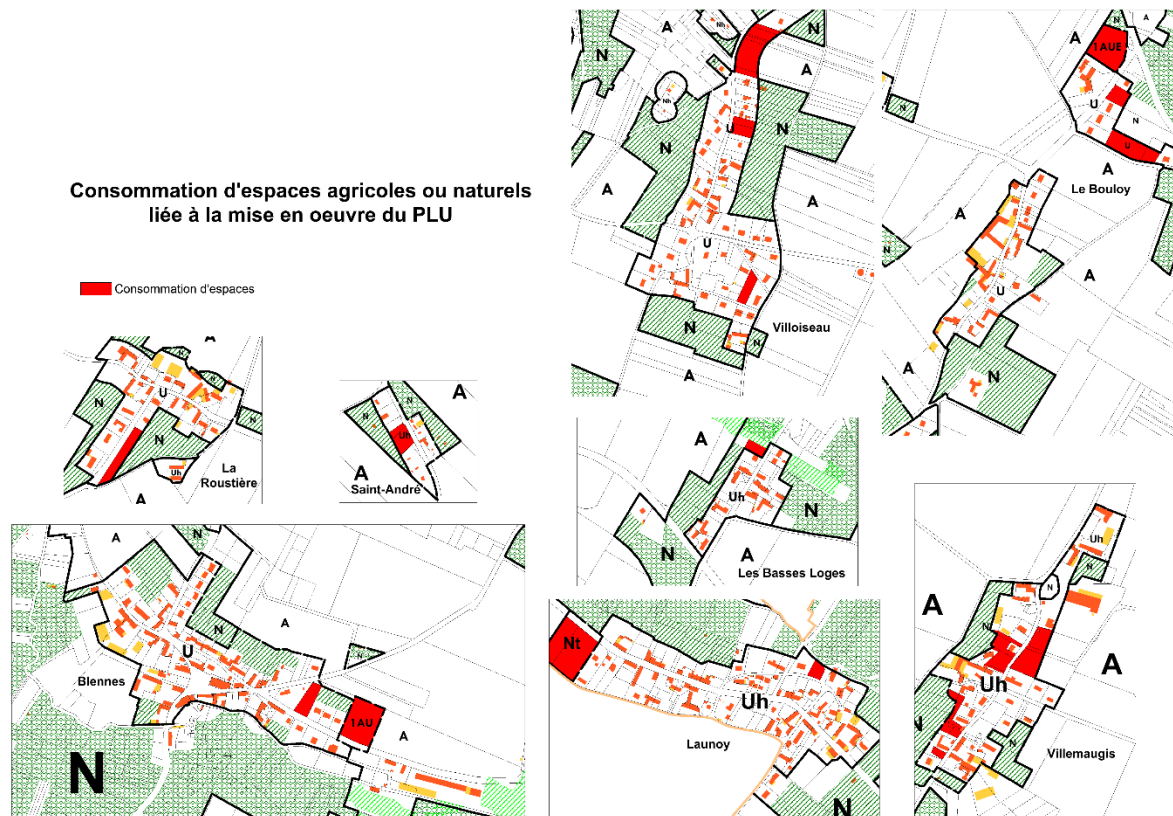 Consommation d'espaces agricoles ou naturels
liée à la mise en oeuvre du PLU
Consommation d'espaces
A
N
A
N
U
N
N
Uh
A
La
Roustière
N
A
Uh
A
Saint-André
N
A
Nh
N
A
N
Nh
A
U
N
N
A
A
U
N
N
A
Villoiseau
A
A
1 AUE
N
A
U
N
N
U
A
Le Bouloy
A
N
A
U
A
N
A
Uh
N
N
A
Les Basses Loges
A
N
N
A
U
N
Blennes
1 AU
A
N
Nt
Uh
Launoy
N
Uh
N
N
A
N
A
Uh
N
N
Villemaugis